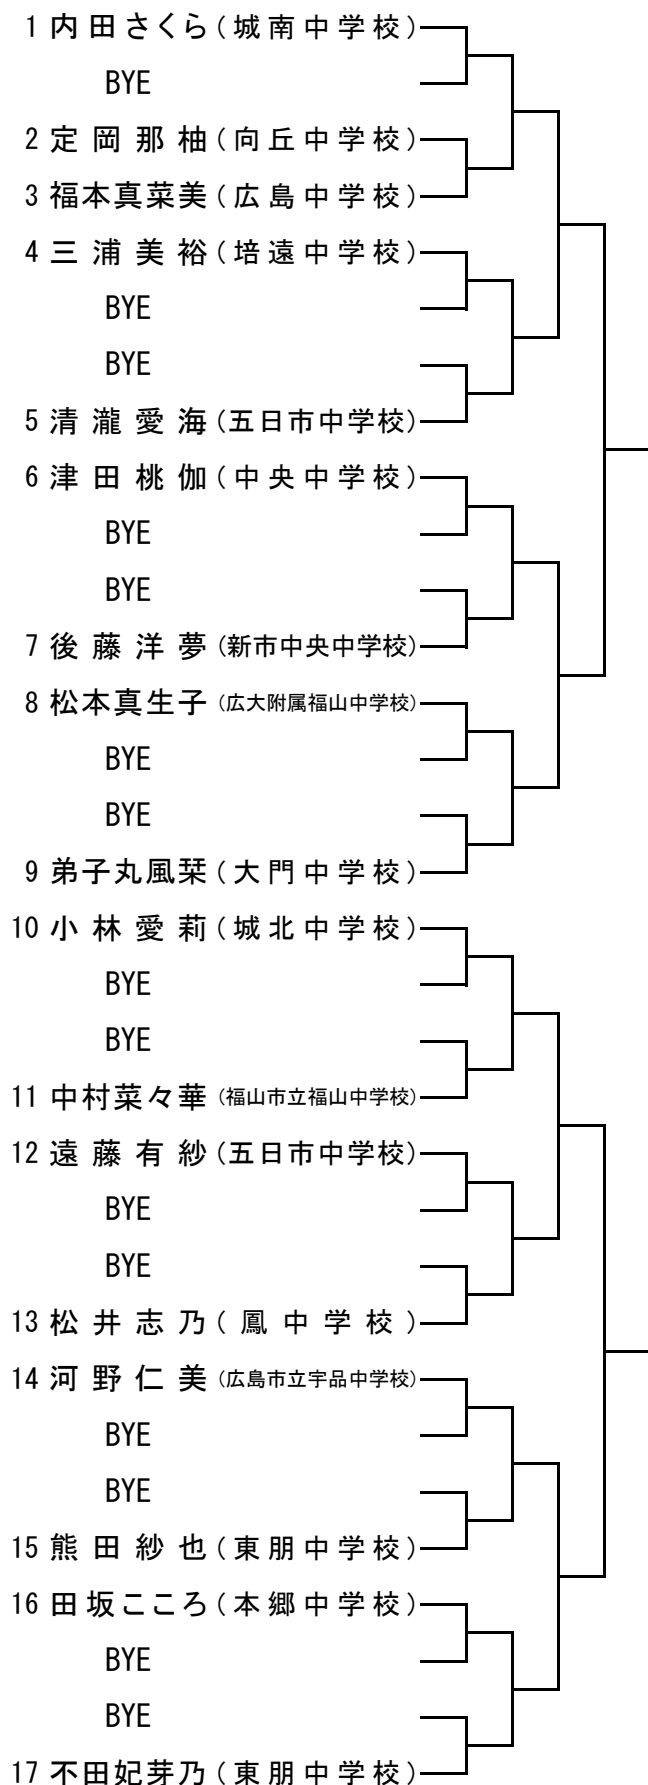 1 内田さくら(城南中学校)
BYE
2 定岡那柚(向丘中学校)
3 福本真菜美(広島中学校)
4 三浦美裕(培遠中学校)
BYE
BYE
5 清瀧愛海(五日市中学校)
6 津田桃伽(中央中学校)
BYE
BYE
7 後藤洋夢(新市中央中学校)
8 松本真生子(広大附属福山中学校)
BYE
BYE
9 弟子丸風栞(大門中学校)
10 小林愛莉(城北中学校)
BYE
BYE
11 中村菜々華(福山市立福山中学校)
12 遠藤有紗(五日市中学校)
BYE
BYE
13 松井志乃(鳳中学校)
14 河野仁美(広島市立宇品中学校)
BYE
BYE
15 熊田紗也(東朋中学校)
16 田坂こころ(本郷中学校)
BYE
BYE
17 不田妃芽乃(東朋中学校)